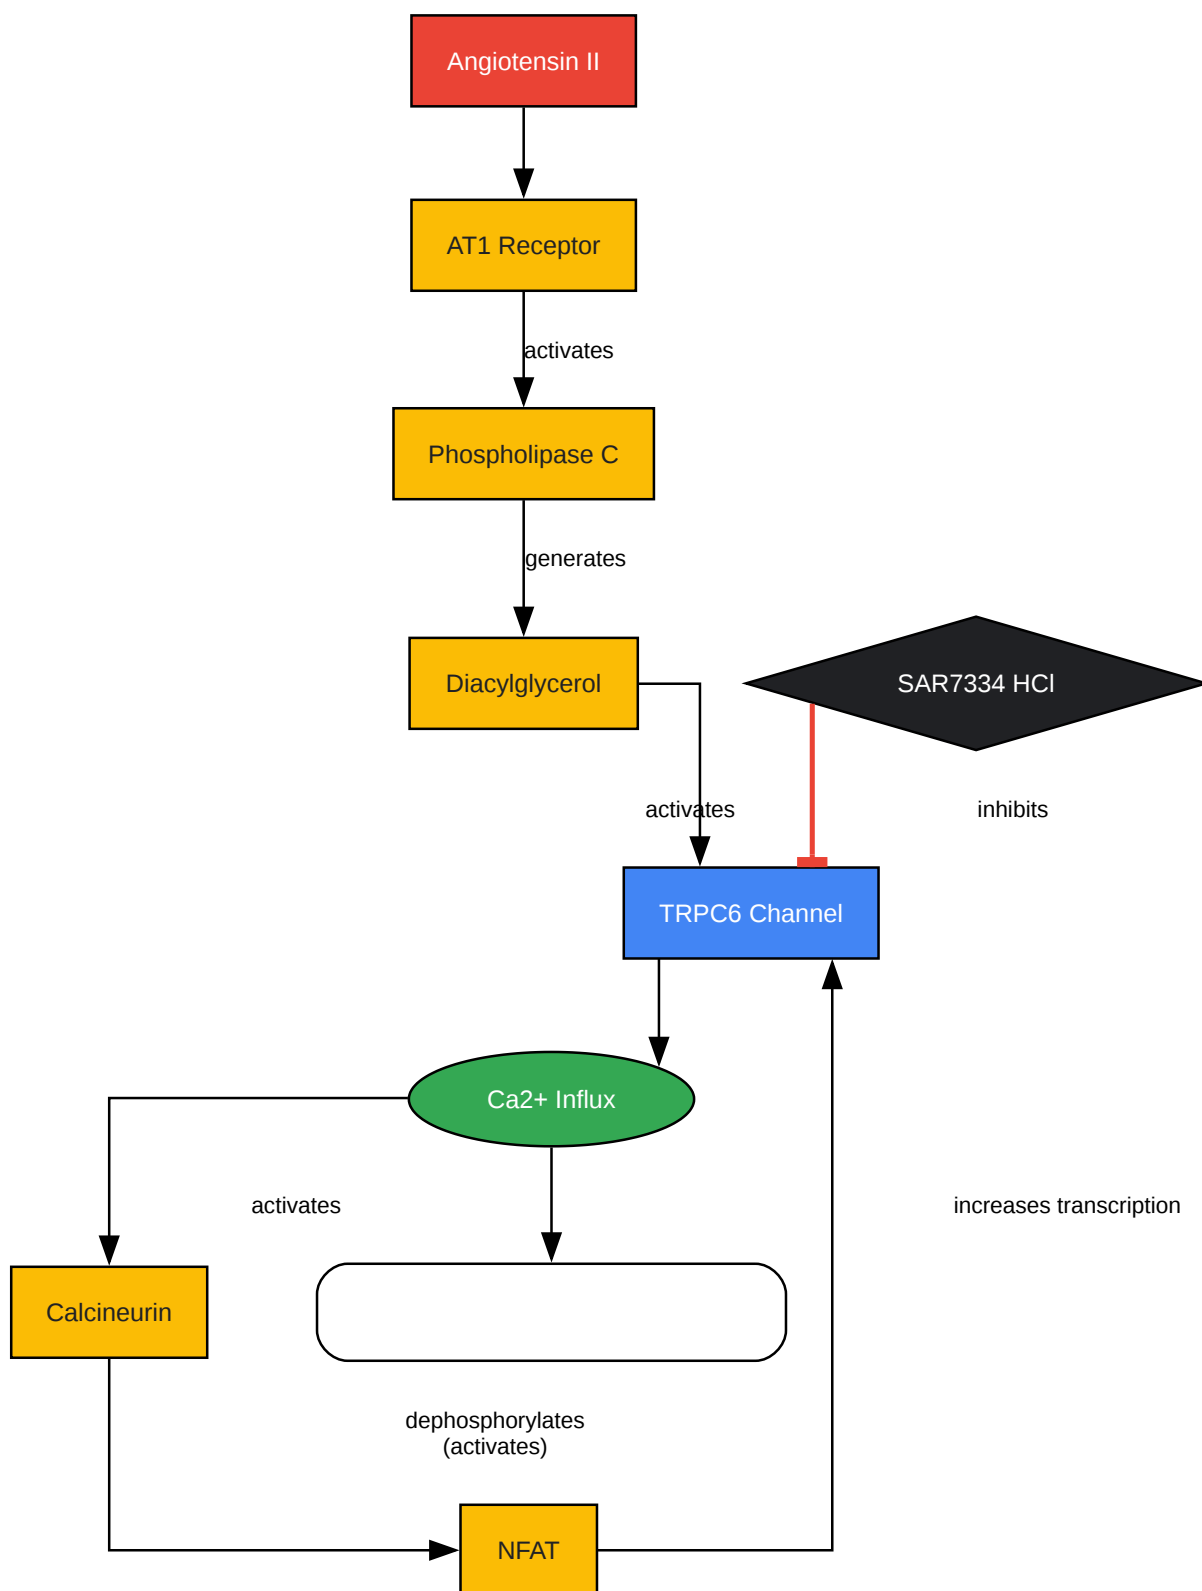 Angiotensin II
AT1 Receptor
activates
Phospholipase C
generates
Diacylglycerol
SAR7334 HCl
activates
inhibits
TRPC6 Channel
Ca2+ Influx
activates
increases transcription
Calcineurin
dephosphorylates
(activates)
NFAT